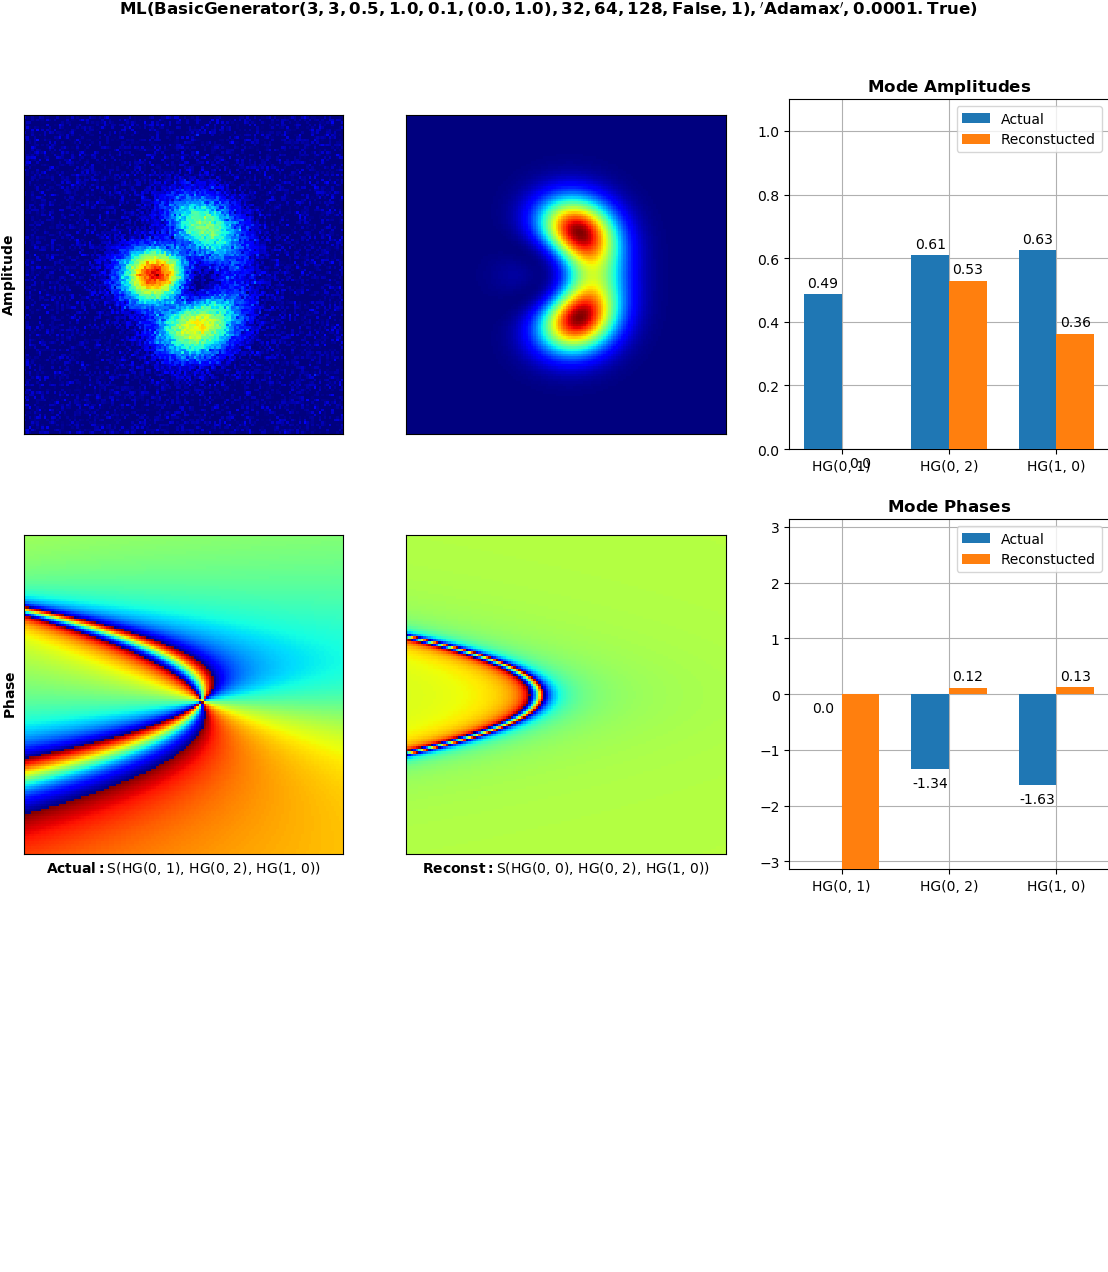 ML(BasicGenerator(3, 3, 0.5, 1.0, 0.1, (0.0, 1.0), 32, 64, 128, False, 1), ′Adamax′, 0.0001. True)
Amplitude
Mode Amplitudes
Actual
Reconstucted
1.0
0.8
0.6
0.4
0.2
0.0
0.49
0.61
0.53
0.63
0.36
0.0
HG(0, 1)
HG(0, 2)
HG(1, 0)
Phase
Actual: S(HG(0, 1), HG(0, 2), HG(1, 0))
Reconst: S(HG(0, 0), HG(0, 2), HG(1, 0))
Mode Phases
Actual
Reconstucted
3
2
1
0
−1
−2
−3
0.0
0.12
0.13
-1.34
-1.63
HG(0, 1)
HG(0, 2)
HG(1, 0)